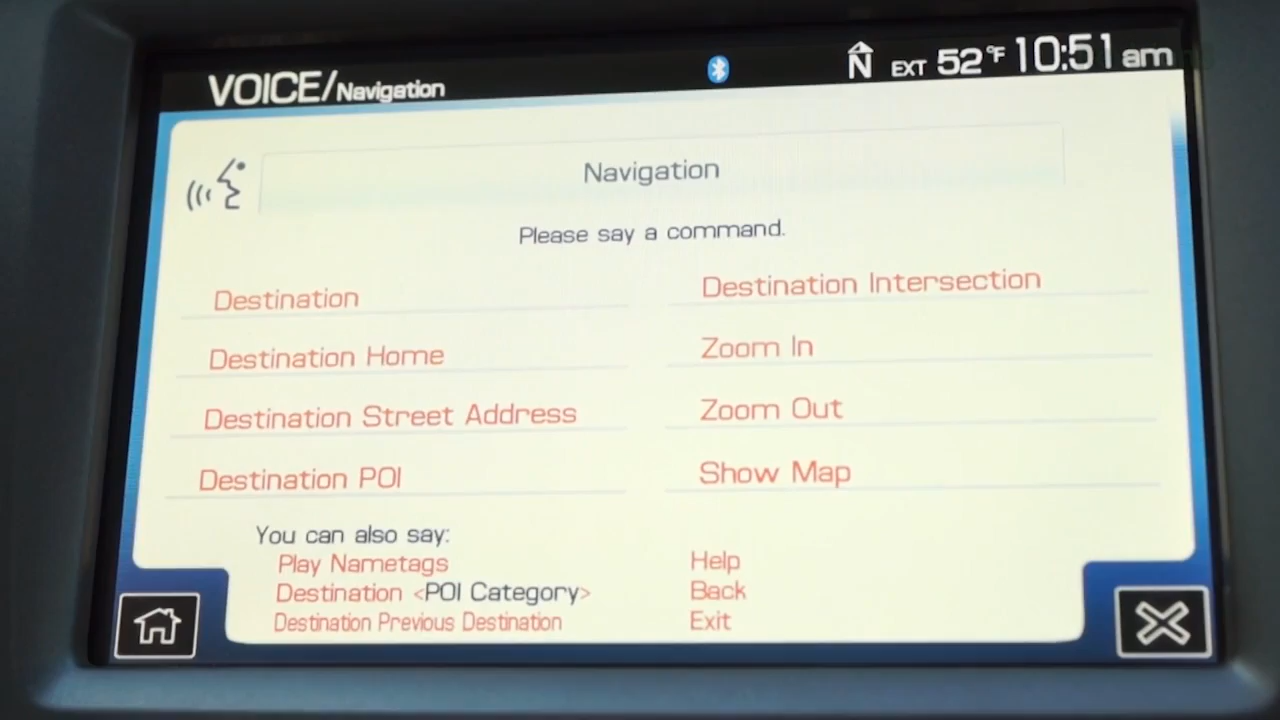 VOICE/Navigation
N EXT 52°F 10:51 am
Navigation
Please say a command.
Destination
Destination Intersection
Destination Home
Zoom In
Destination Street Address
Zoom Out
Destination POI
Show Map
You can also say:
Play Nametags
Help
Destination <POI Category>
Back
Destination Previous Destination
Exit